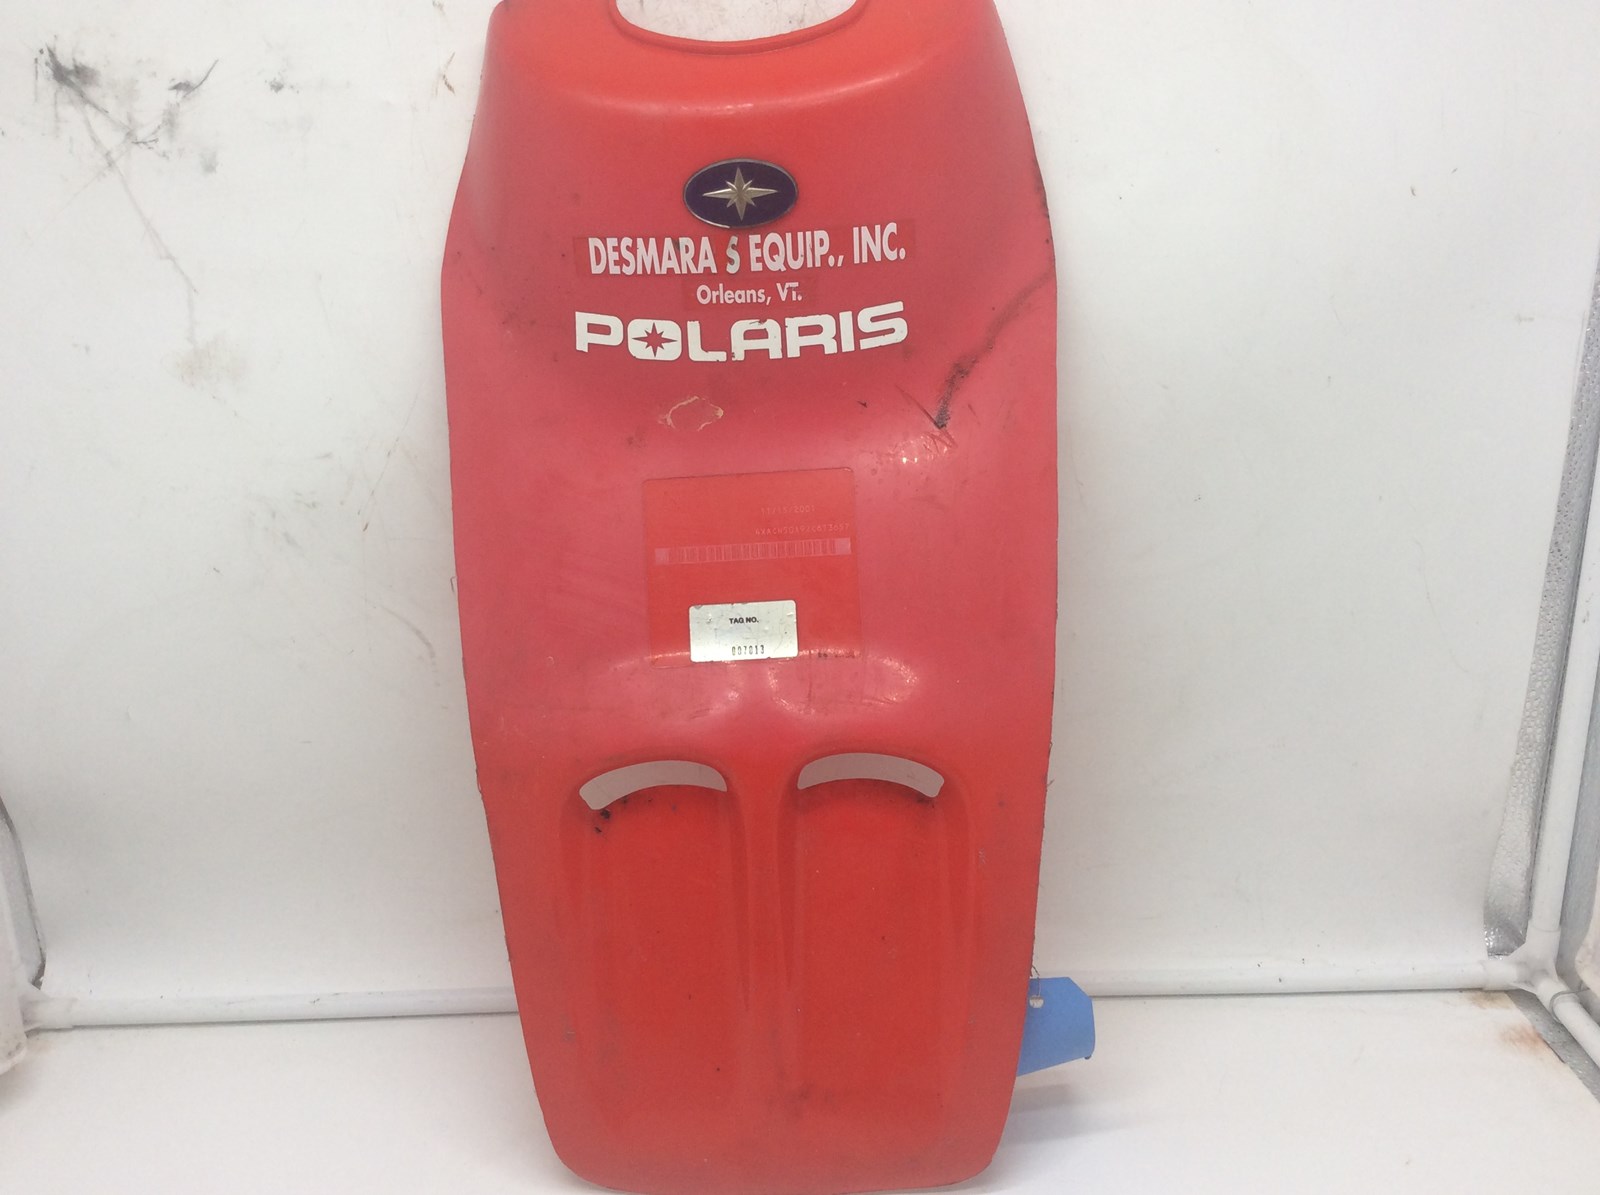 DESMARA S EQUIP., INC.
Orleans, VT.
POLARIS
TAG NO.
007013